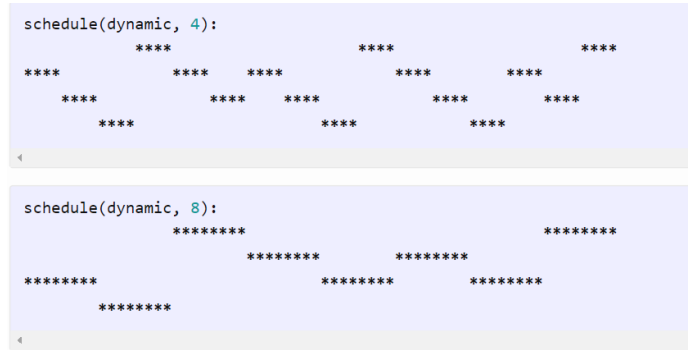 schedule(dynamic, 4):
            ****                    ****                    ****
****            ****    ****            ****        ****
    ****            ****    ****            ****        ****
        ****                    ****            ****
schedule(dynamic, 8):
                ********                                ********
                        ********        ********
********                        ********        ********
        ********